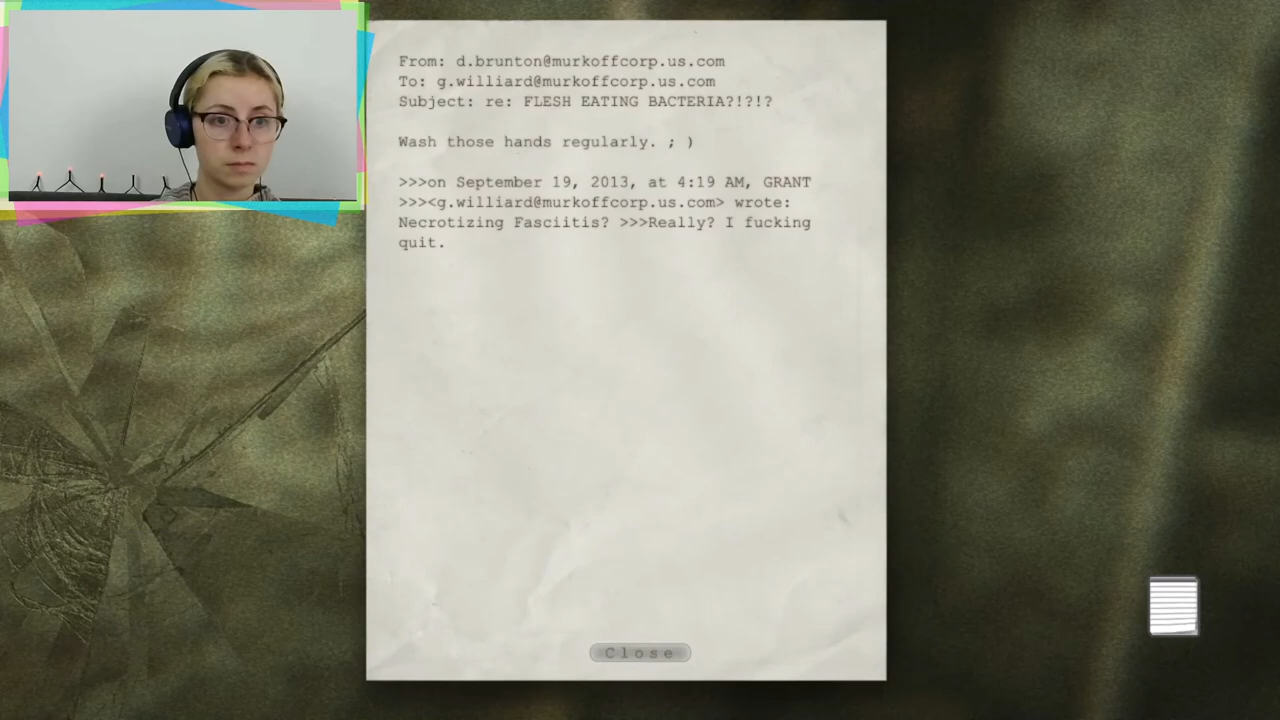 From: d.brunton@murkoffcorp.us.com
To: g.williard@murkoffcorp.us.com
Subject: re: FLESH EATING BACTERIA?!?!?
Wash those hands regularly. ; )
>>>on September 19, 2013, at 4:19 AM, GRANT
>>><g.williard@murkoffcorp.us.com> wrote:
Necrotizing Fasciitis? >>>Really? I fucking
quit.
Close